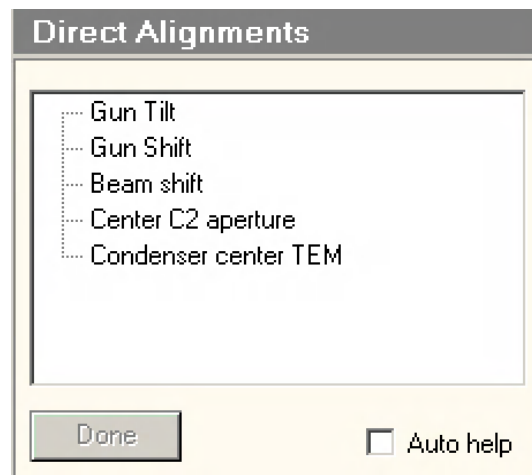 Direct Alignments
Gun Tilt
Gun Shift
Beam shift
Center C2 aperture
Condenser center TEM
Done
Auto help